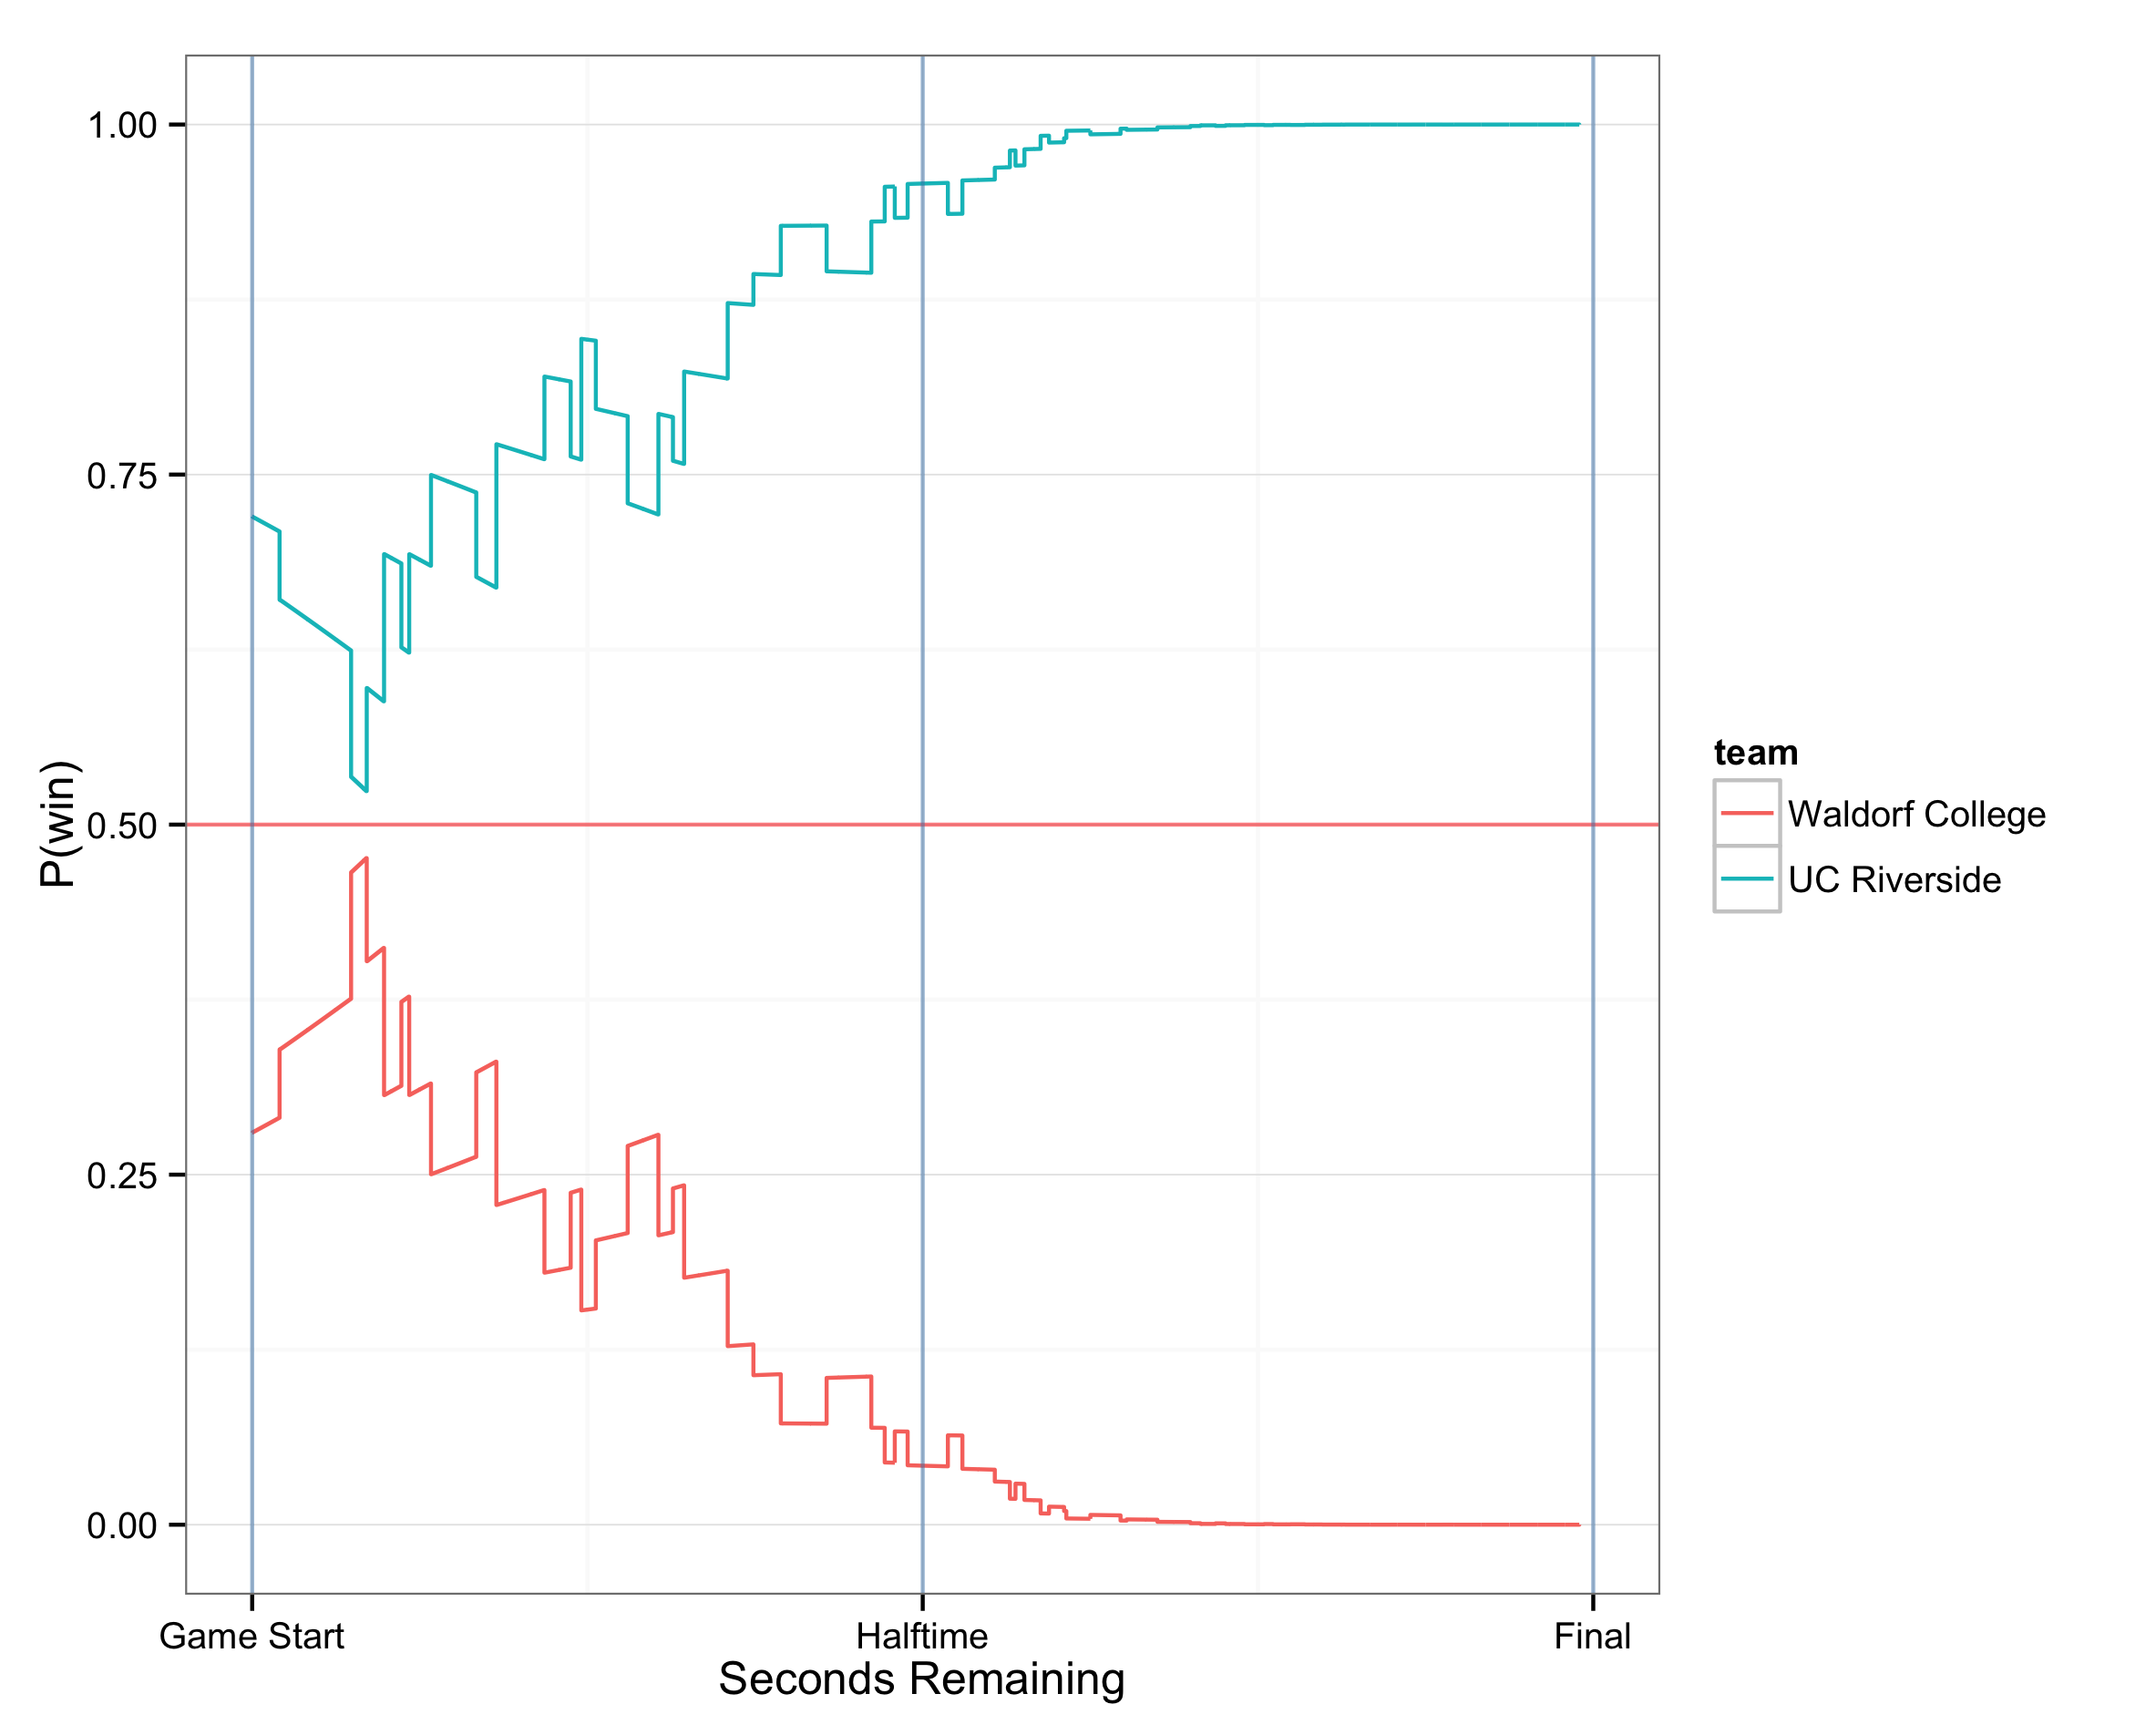 P(win)
1.00
0.75
0.50
0.25
0.00
Game Start
Halftime
Final
Seconds Remaining
team
Waldorf College
UC Riverside